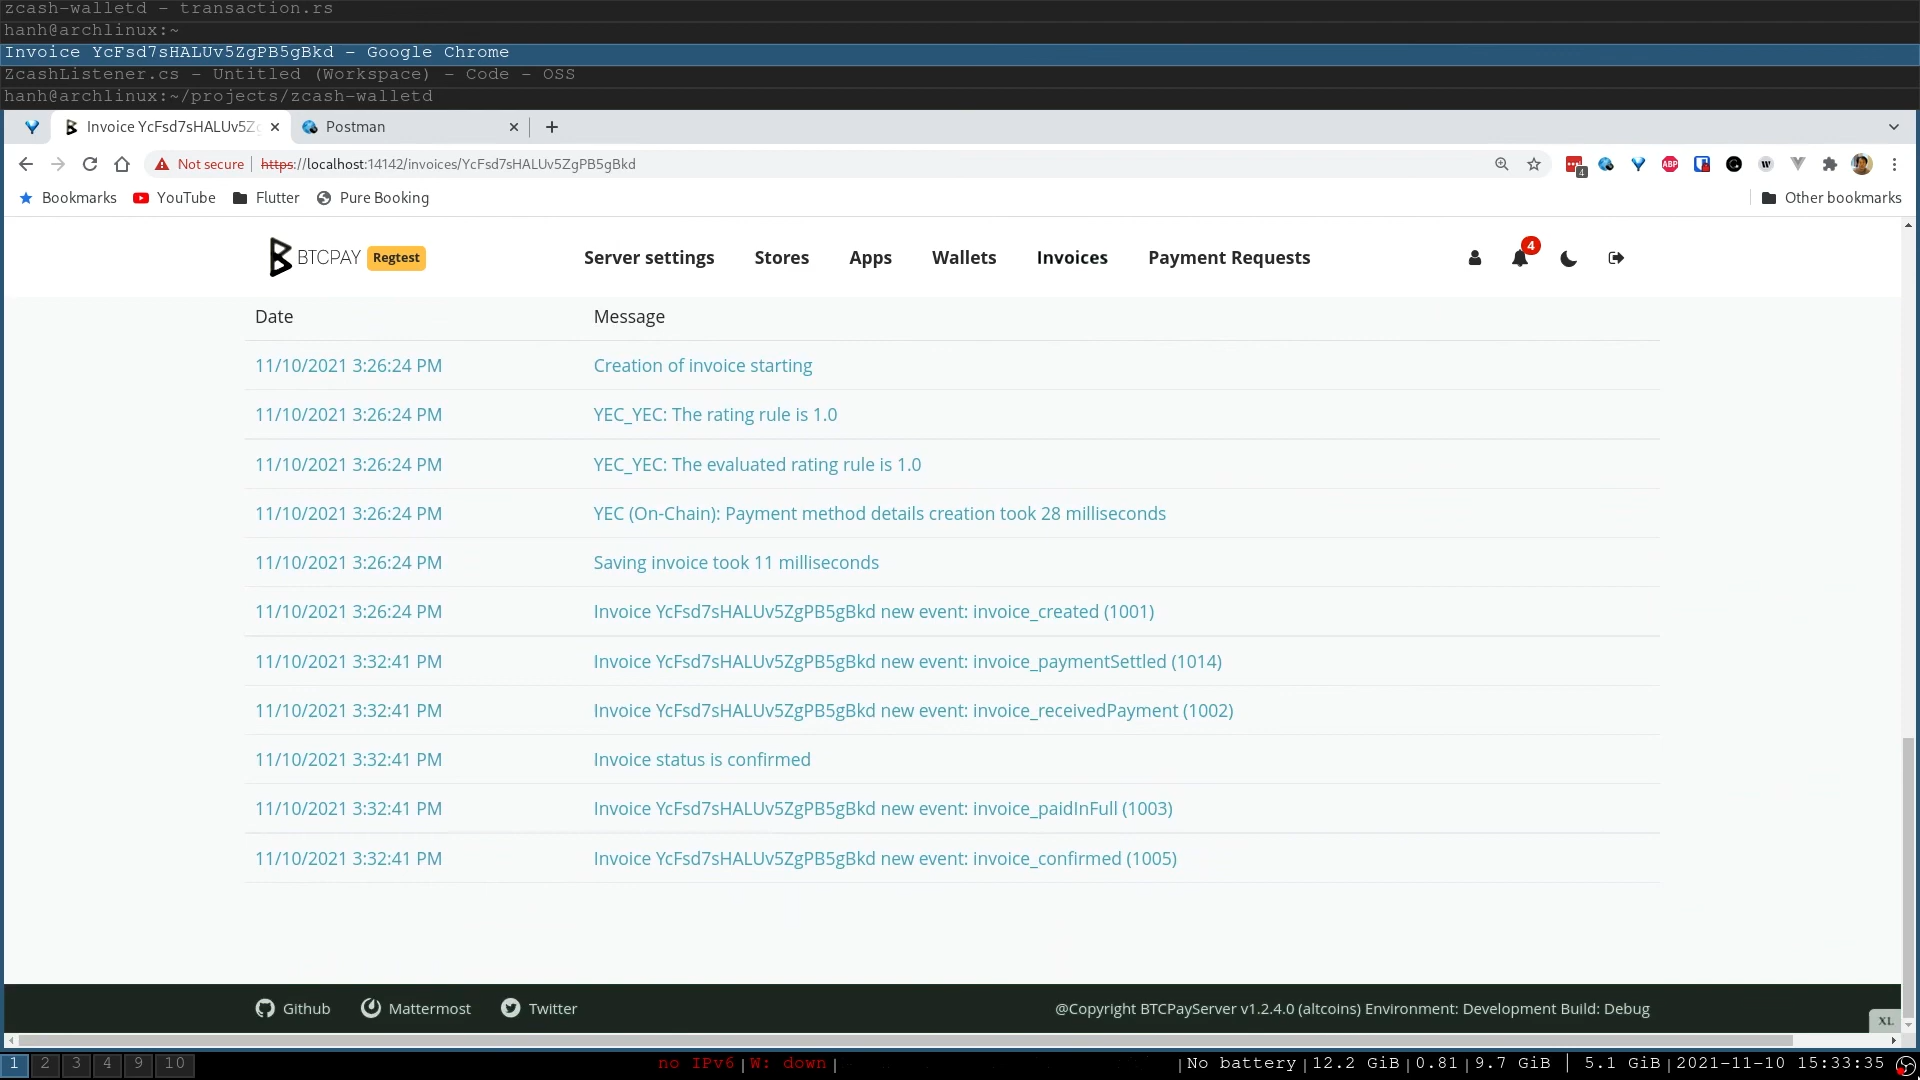 zcash-walletd - transaction.rs
hanh@archlinux:~
Invoice YcFsd7sHALUv5ZgPB5gBkd - Google Chrome
ZcashListener.cs - Untitled (Workspace) - Code - OSS
hanh@archlinux:~/projects/zcash-walletd
Invoice YcFsd7sHALUv5Zg Postman
Not secure https://localhost:14142/invoices/YcFsd7sHALUv5ZgPB5gBkd 4 ABP W
Bookmarks YouTube Flutter Pure Booking Other bookmarks
BTCPAY Regtest Server settings Stores Apps Wallets Invoices Payment Requests 4
Date Message
11/10/2021 3:26:24 PM Creation of invoice starting
11/10/2021 3:26:24 PM YEC_YEC: The rating rule is 1.0
11/10/2021 3:26:24 PM YEC_YEC: The evaluated rating rule is 1.0
11/10/2021 3:26:24 PM YEC (On-Chain): Payment method details creation took 28 milliseconds
11/10/2021 3:26:24 PM Saving invoice took 11 milliseconds
11/10/2021 3:26:24 PM Invoice YcFsd7sHALUv5ZgPB5gBkd new event: invoice_created (1001)
11/10/2021 3:32:41 PM Invoice YcFsd7sHALUv5ZgPB5gBkd new event: invoice_paymentSettled (1014)
11/10/2021 3:32:41 PM Invoice YcFsd7sHALUv5ZgPB5gBkd new event: invoice_receivedPayment (1002)
11/10/2021 3:32:41 PM Invoice status is confirmed
11/10/2021 3:32:41 PM Invoice YcFsd7sHALUv5ZgPB5gBkd new event: invoice_paidInFull (1003)
11/10/2021 3:32:41 PM Invoice YcFsd7sHALUv5ZgPB5gBkd new event: invoice_confirmed (1005)
Github Mattermost Twitter @Copyright BTCPayServer v1.2.4.0 (altcoins) Environment: Development Build: Debug
XL
1 2 3 4 9 10 no IPv6|W: down| |No battery|12.2 GiB|0.81|9.7 GiB | 5.1 GiB|2021-11-10 15:33:35